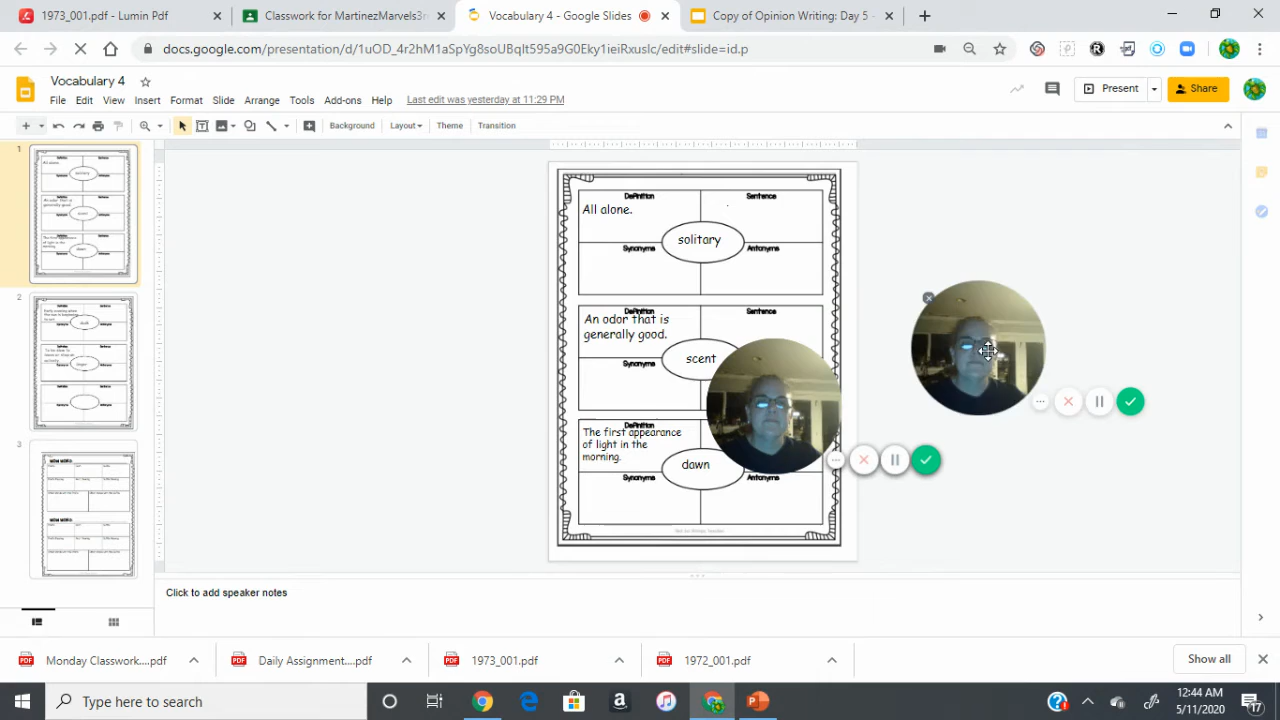 1973_001.pdf - Lumin Pdf
Classwork for MartinezMarvels3r
Vocabulary 4 - Google Slides
Copy of Opinion Writing: Day 5 -
docs.google.com/presentation/d/1uOD_4r2hM1aSpYg8soUBqIt595a9G0Eky1ieiRxuslc/edit#slide=id.p
Vocabulary 4
File Edit View Insert Format Slide Arrange Tools Add-ons Help Last edit was yesterday at 11:29 PM
Present
Share
Background Layout Theme Transition
1
2
3
Definition Sentence
All alone.
solitary
Synonyms Antonyms
Definition Sentence
An odor that is
generally good.
scent
Synonyms
Definition
The first appearance
of light in the
morning.
dawn
Synonyms Antonyms
Click to add speaker notes
Monday Classwork....pdf
Daily Assignment....pdf
1973_001.pdf
1972_001.pdf
Show all
Type here to search
12:44 AM
5/11/2020
17